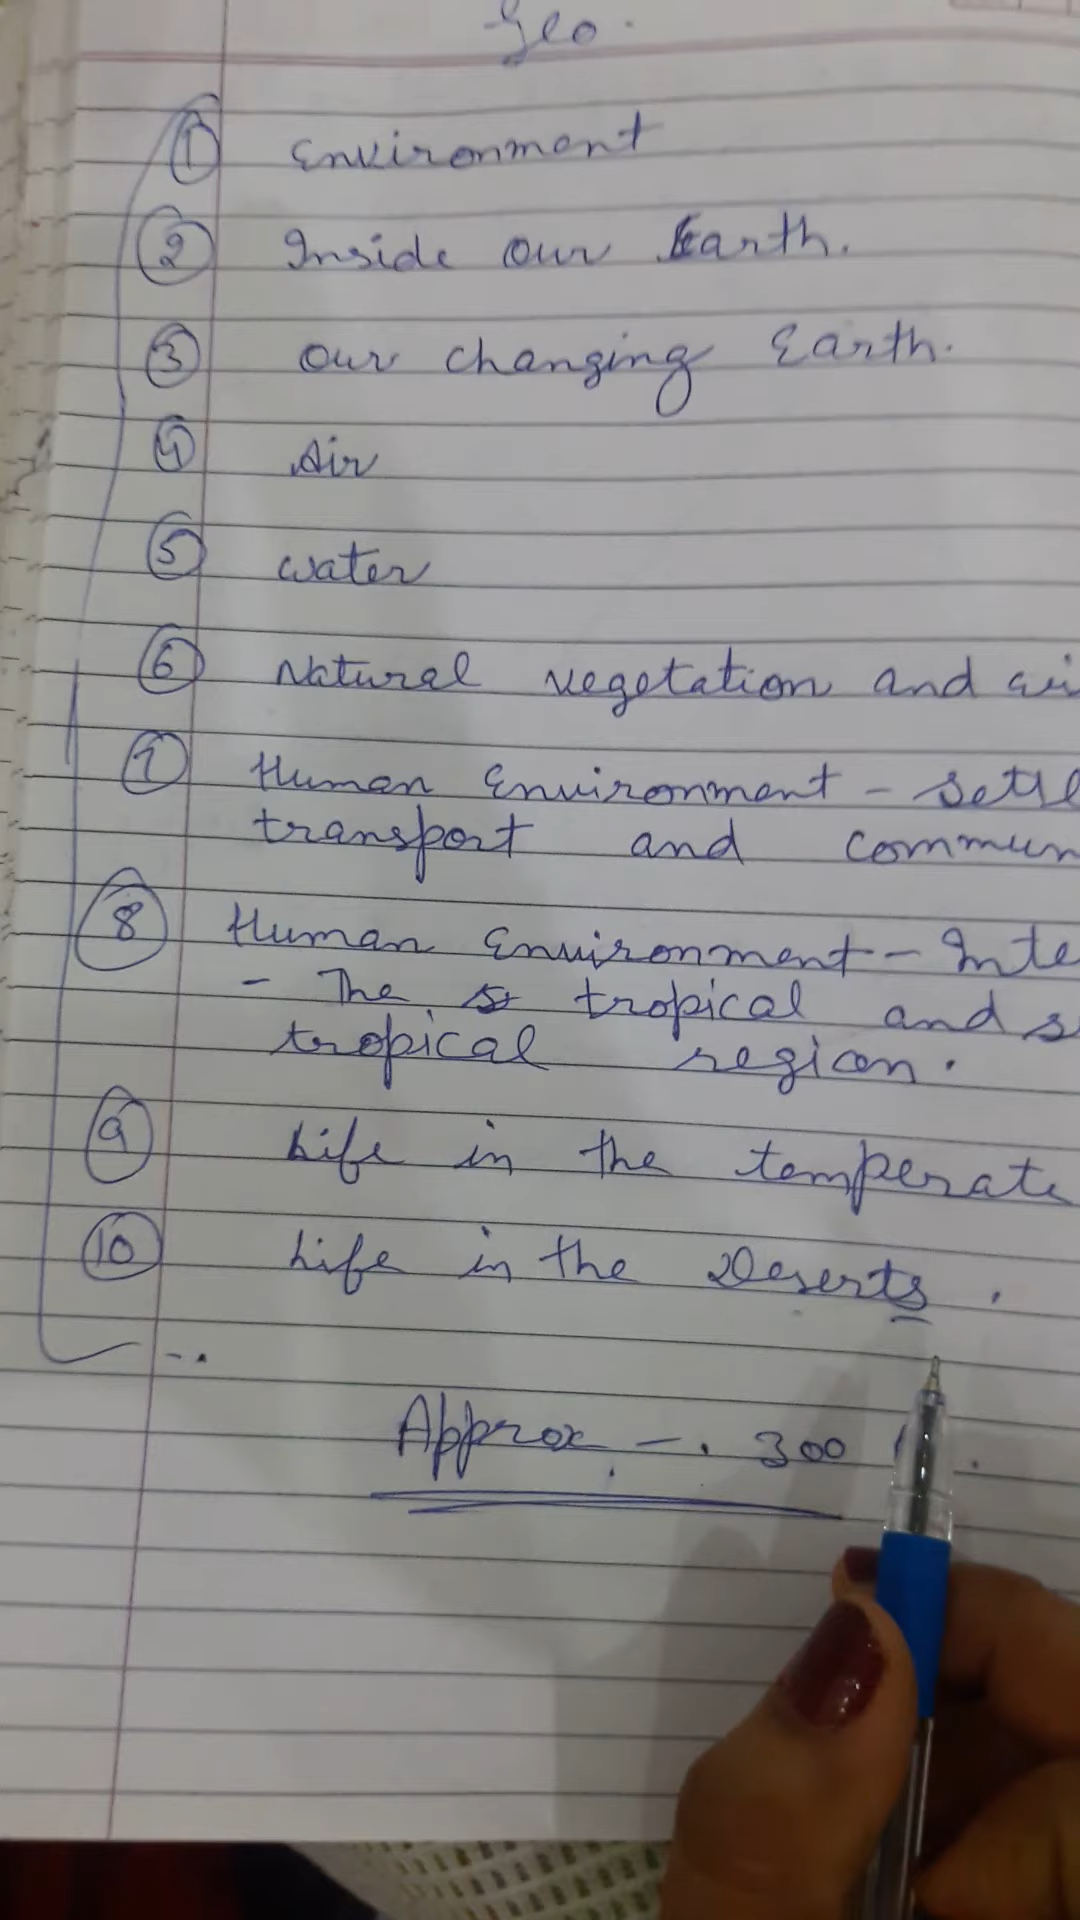 Geo.
① Environment
② Inside our Earth.
③ Our changing Earth.
④ Air
⑤ Water
⑥ Natural vegetation and
⑦ Human Environment -
transport and
⑧ Human Environment -
- The tropical and
tropical region.
⑨ Life in the temperate
⑩ Life in the Deserts.
Approx -. 300